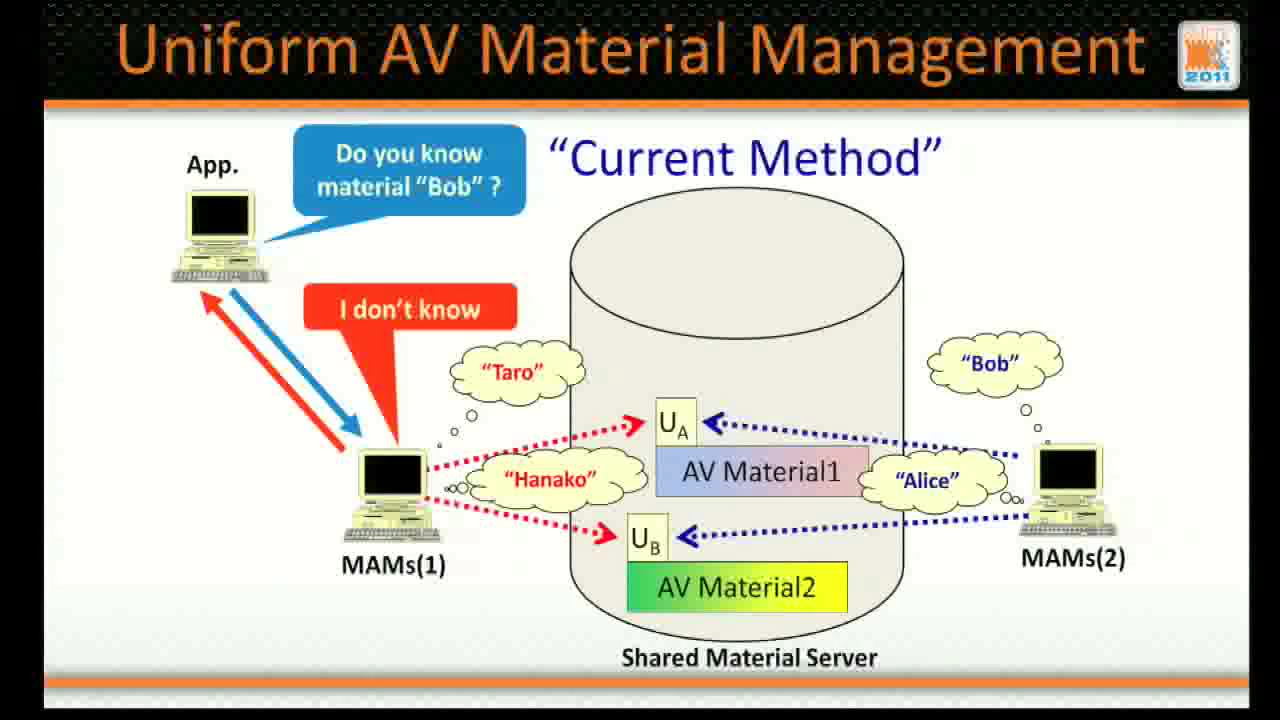 Uniform AV Material Management
2011
"Current Method"
App.
Do you know
material "Bob" ?
I don't know
"Taro"
"Bob"
UA
AV Material1
"Hanako"
"Alice"
UB
AV Material2
MAMs(1)
MAMs(2)
Shared Material Server